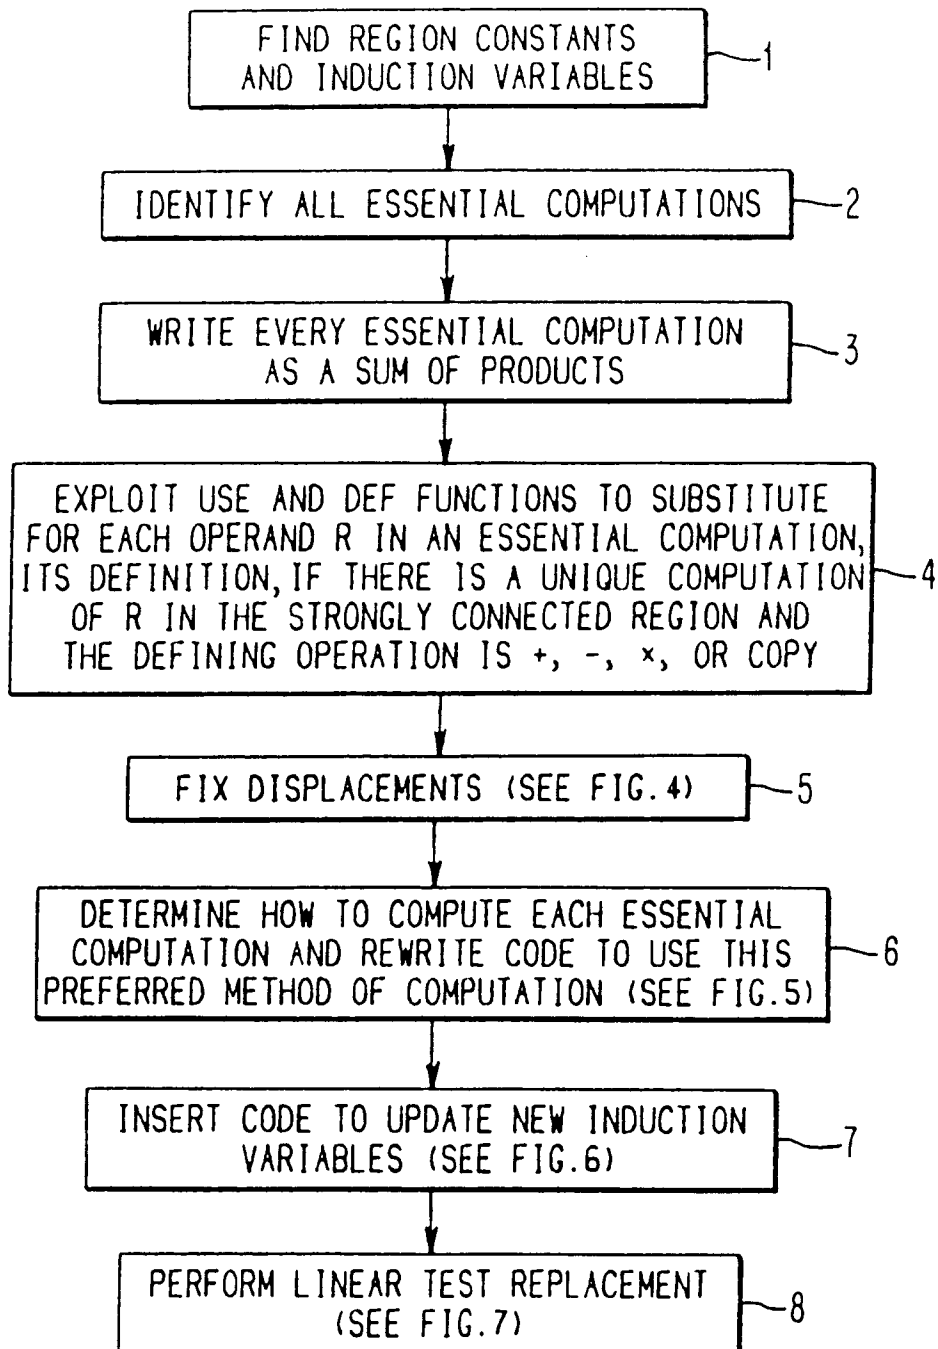 FIND REGION CONSTANTS
AND INDUCTION VARIABLES
1
IDENTIFY ALL ESSENTIAL COMPUTATIONS
2
WRITE EVERY ESSENTIAL COMPUTATION
AS A SUM OF PRODUCTS
3
EXPLOIT USE AND DEF FUNCTIONS TO SUBSTITUTE
FOR EACH OPERAND R IN AN ESSENTIAL COMPUTATION,
ITS DEFINITION, IF THERE IS A UNIQUE COMPUTATION
OF R IN THE STRONGLY CONNECTED REGION AND
THE DEFINING OPERATION IS +, -, ×, OR COPY
4
FIX DISPLACEMENTS (SEE FIG.4)
5
DETERMINE HOW TO COMPUTE EACH ESSENTIAL
COMPUTATION AND REWRITE CODE TO USE THIS
PREFERRED METHOD OF COMPUTATION (SEE FIG.5)
6
INSERT CODE TO UPDATE NEW INDUCTION
VARIABLES (SEE FIG.6)
7
PERFORM LINEAR TEST REPLACEMENT
(SEE FIG.7)
8